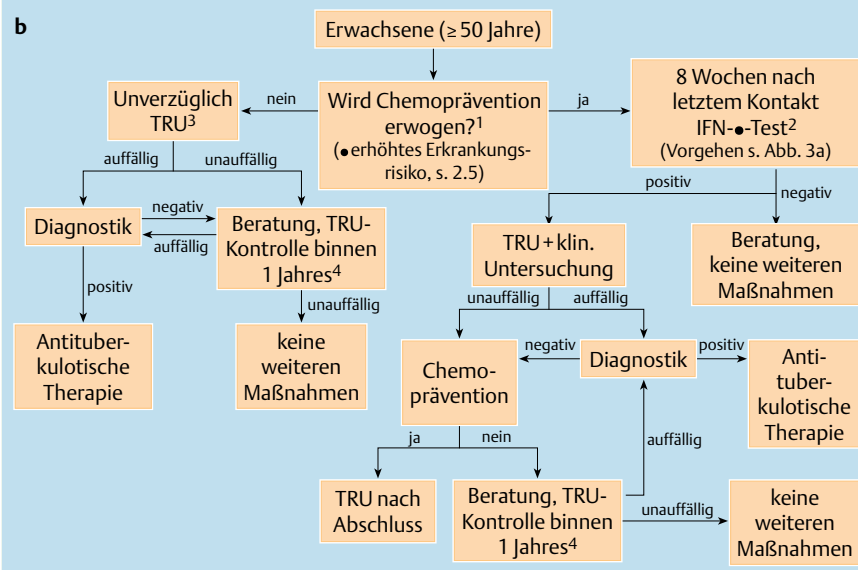 b
Erwachsene (≥ 50 Jahre)
Unverzüglich
TRU³
nein
Wird Chemoprävention
erwogen?¹
(● erhöhtes Erkrankungs-
risiko, s. 2.5)
ja
8 Wochen nach
letztem Kontakt
IFN-●-Test²
(Vorgehen s. Abb. 3a)
auffällig
unauffällig
positiv
negativ
Diagnostik
negativ
auffällig
Beratung, TRU-
Kontrolle binnen
1 Jahres⁴
TRU + klin.
Untersuchung
Beratung,
keine weiteren
Maßnahmen
positiv
unauffällig
unauffällig
auffällig
Antituber-
kulotische
Therapie
keine
weiteren
Maßnahmen
Chemo-
prävention
negativ
Diagnostik
positiv
Anti-
tuber-
kulotische
Therapie
ja
nein
auffällig
TRU nach
Abschluss
Beratung, TRU-
Kontrolle binnen
1 Jahres⁴
unauffällig
keine
weiteren
Maßnahmen